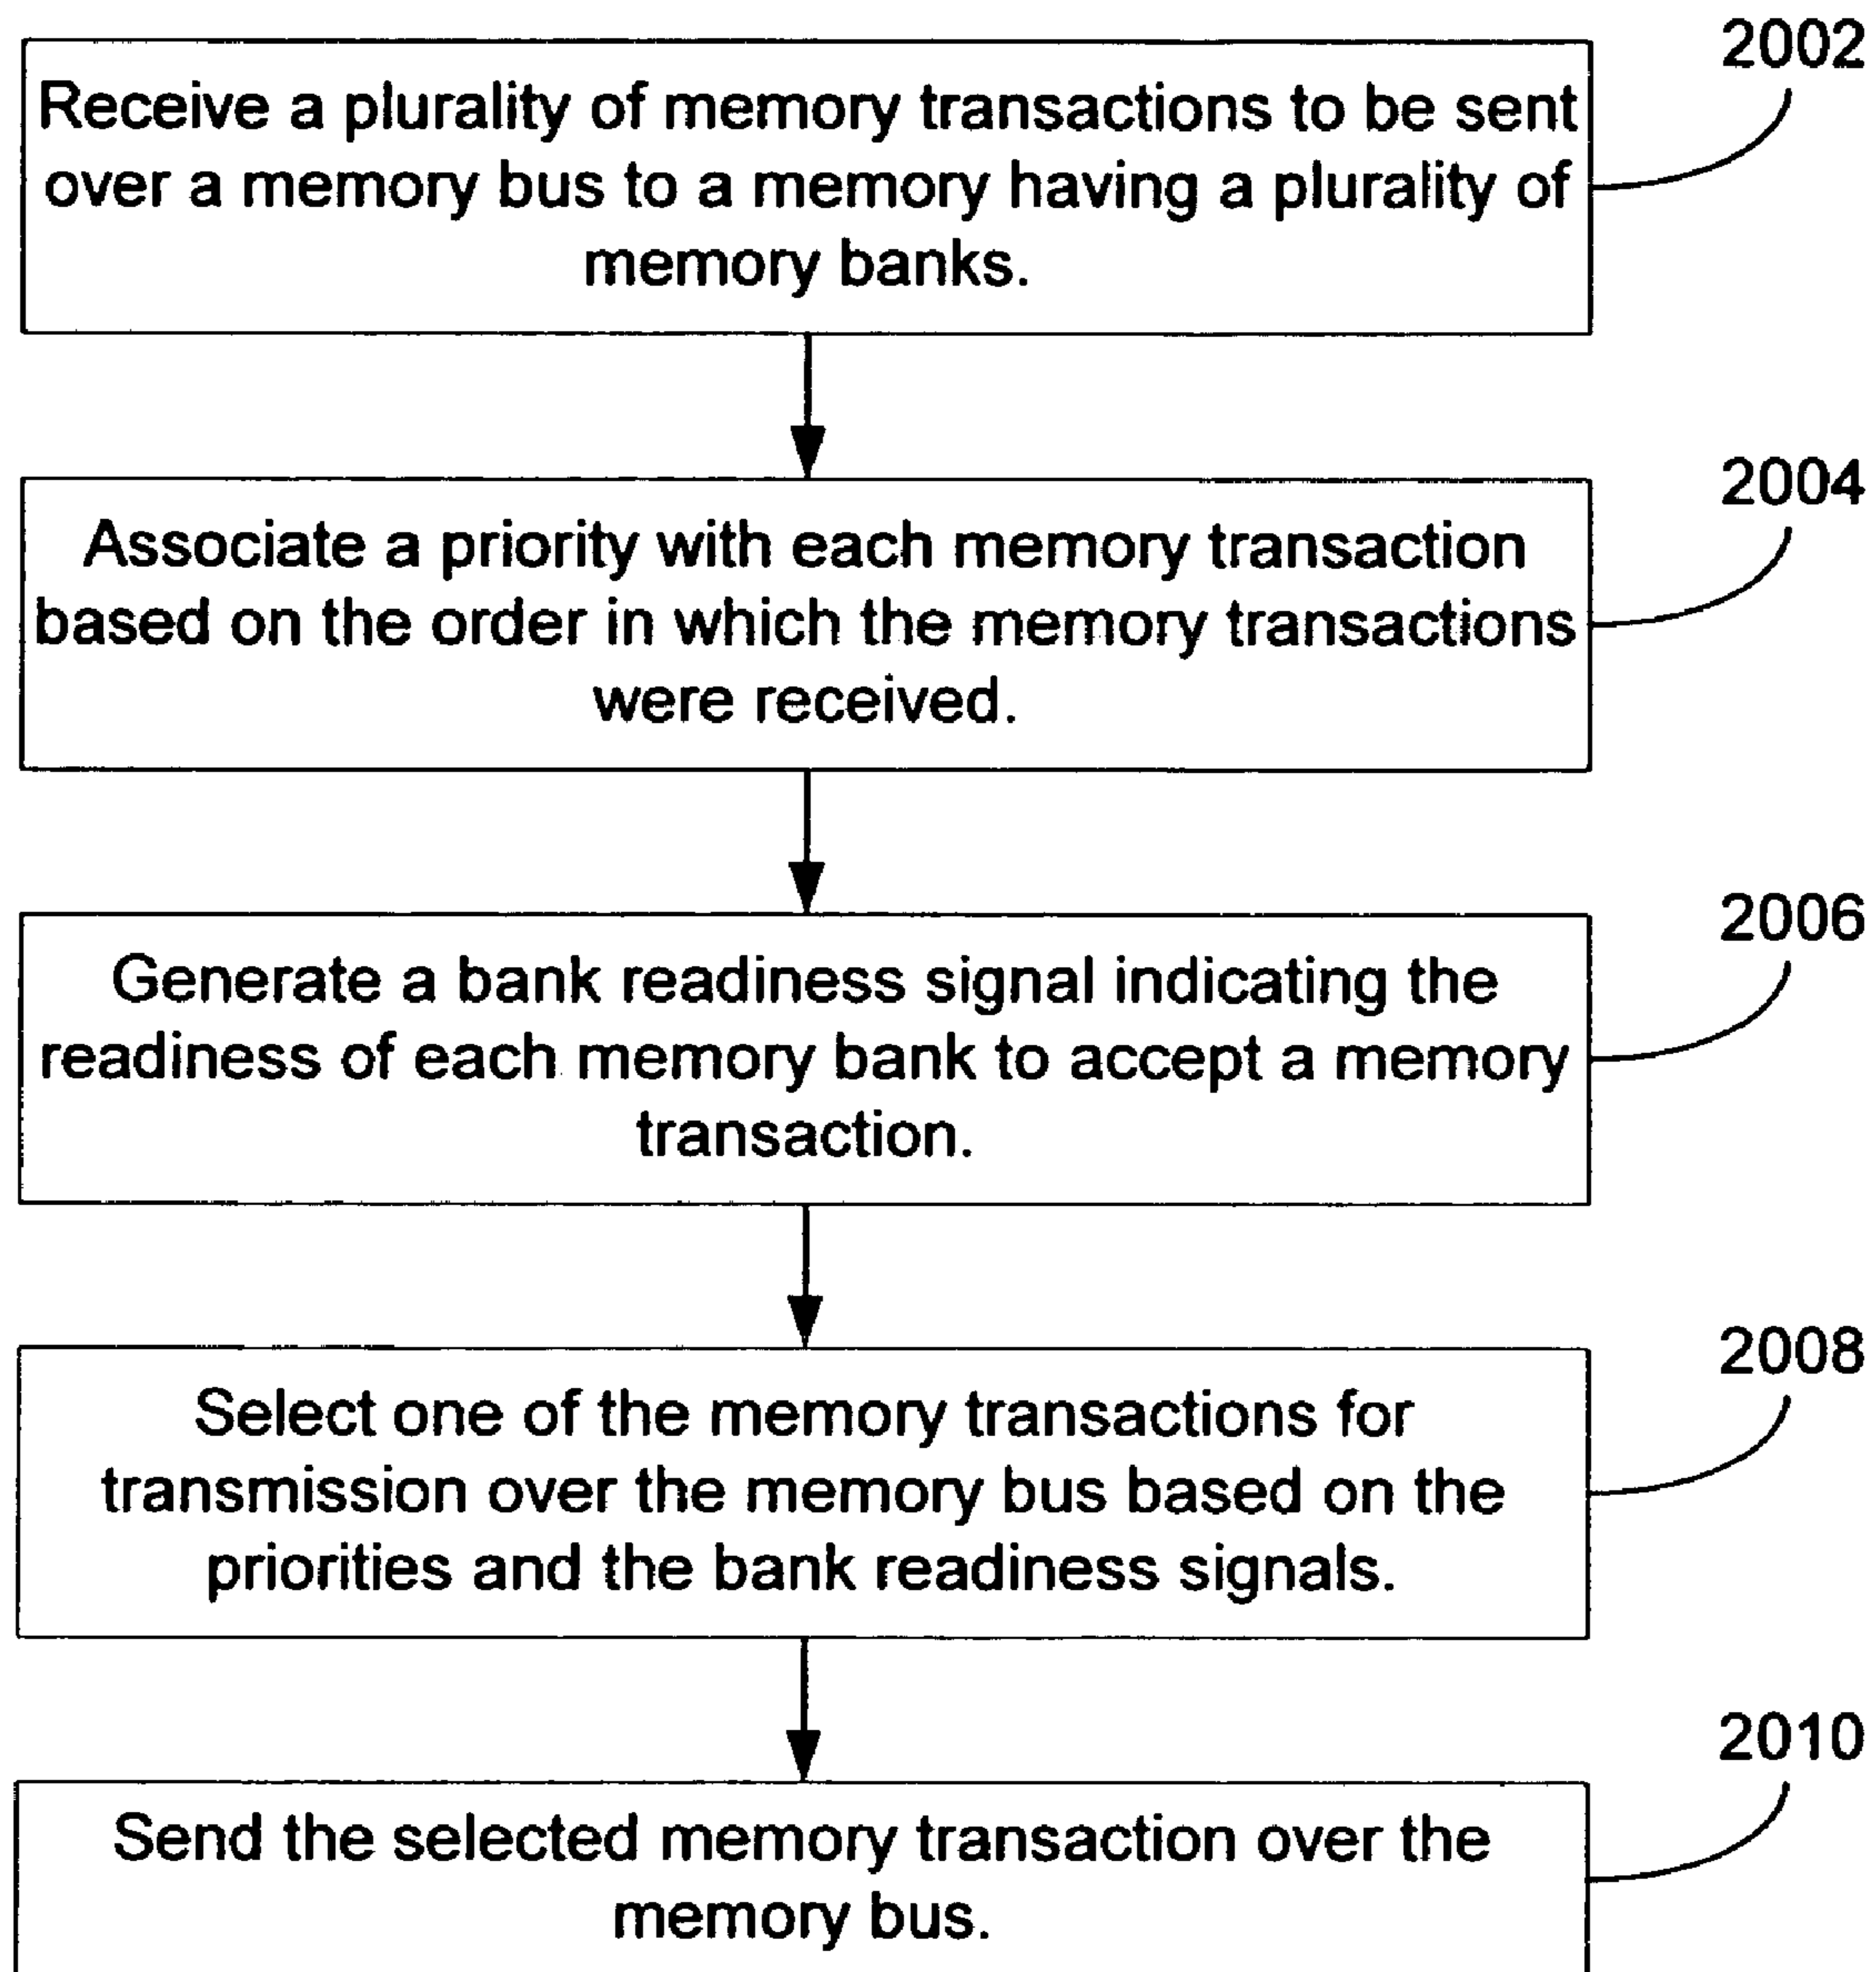 2002
Receive a plurality of memory transactions to be sent
over a memory bus to a memory having a plurality of
memory banks.
2004
Associate a priority with each memory transaction
based on the order in which the memory transactions
were received.
2006
Generate a bank readiness signal indicating the
readiness of each memory bank to accept a memory
transaction.
2008
Select one of the memory transactions for
transmission over the memory bus based on the
priorities and the bank readiness signals.
2010
Send the selected memory transaction over the
memory bus.